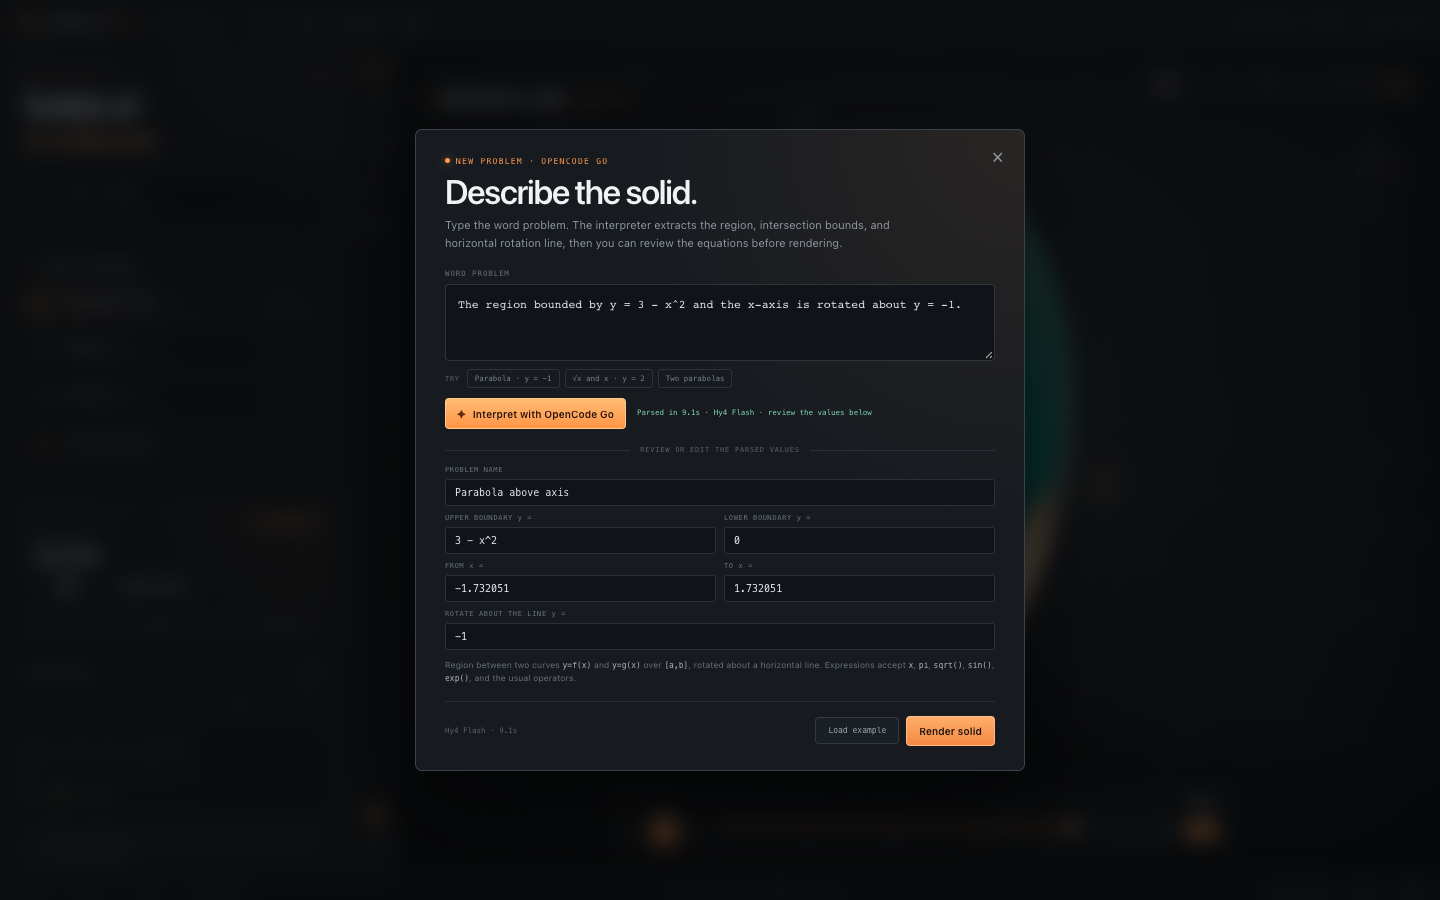 NEW PROBLEM · OPENCODE GO
Describe the solid.
Type the word problem. The interpreter extracts the region, intersection bounds, and
horizontal rotation line, then you can review the equations before rendering.
WORD PROBLEM
The region bounded by y = 3 - x^2 and the x-axis is rotated about y = -1.
TRY
Parabola · y = −1
√x and x · y = 2
Two parabolas
✦ Interpret with OpenCode Go
Parsed in 9.1s · Hy4 Flash · review the values below
REVIEW OR EDIT THE PARSED VALUES
PROBLEM NAME
Parabola above axis
UPPER BOUNDARY y =
LOWER BOUNDARY y =
3 - x^2
0
FROM x =
TO x =
-1.732051
1.732051
ROTATE ABOUT THE LINE y =
-1
Region between two curves y=f(x) and y=g(x) over [a,b], rotated about a horizontal line. Expressions accept x, pi, sqrt(), sin(),
exp(), and the usual operators.
Hy4 Flash · 9.1s
Load example
Render solid